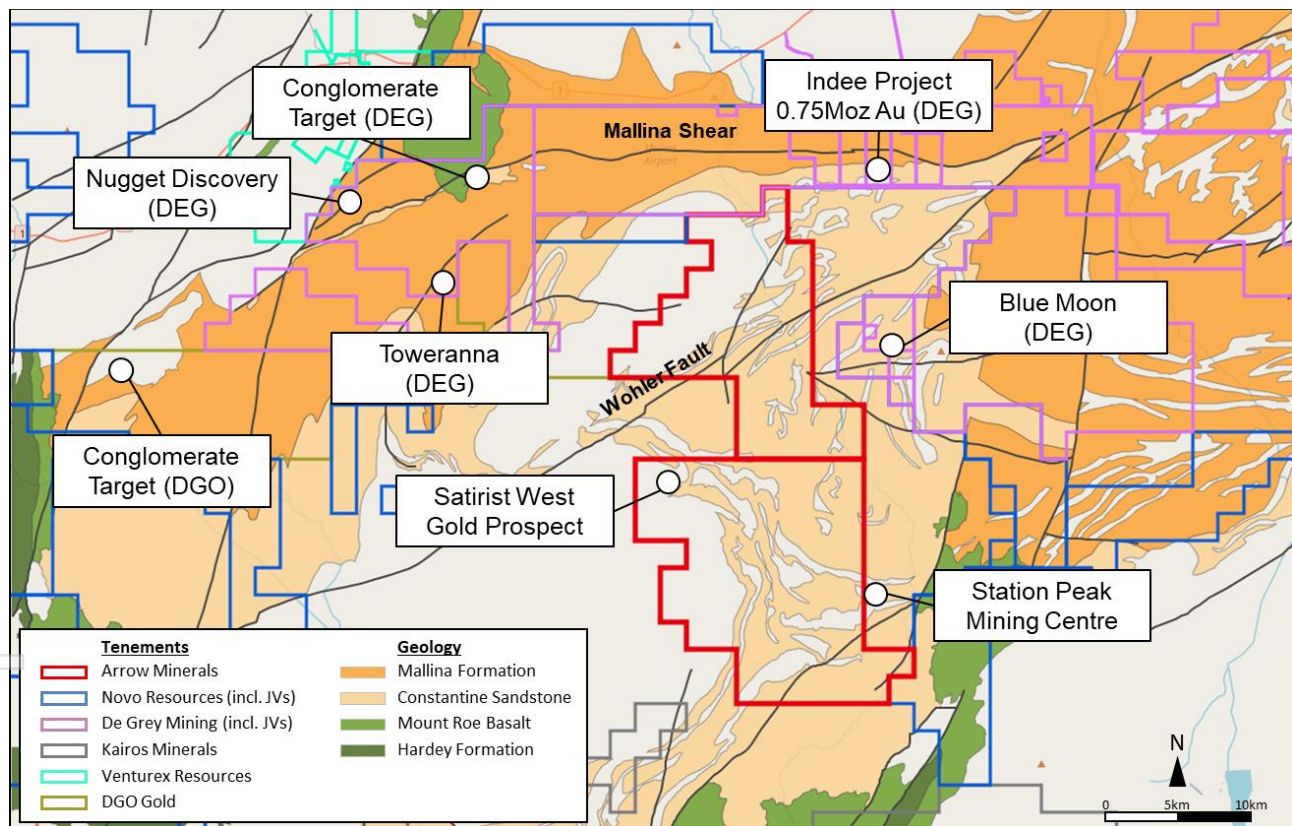 Conglomerate
Target (DEG)
Indee Project
0.75Moz Au (DEG)
1
Mallina Shear
Airport
Nugget Discovery
(DEG)
1
Blue Moon
(DEG)
Toweranna
(DEG)
Wohler Fault
Conglomerate
Target (DGO)
Satirist West
Gold Prospect
Station Peak
Mining Centre
Tenements
Arrow Minerals
Novo Resources (incl. JVs)
De Grey Mining (incl. JVs)
Kairos Minerals
Venturex Resources
DGO Gold
Geology
Mallina Formation
Constantine Sandstone
Mount Roe Basalt
Hardey Formation
N
0 5km 10km